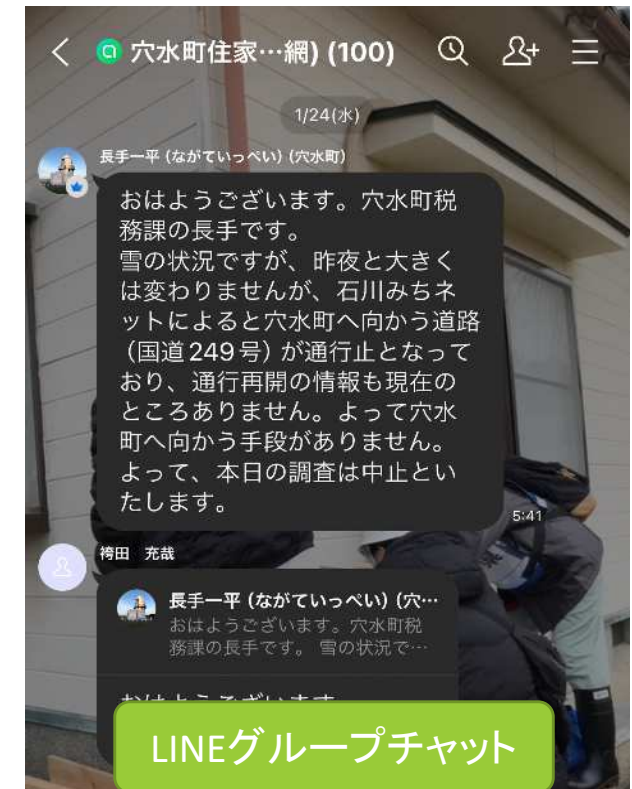 穴水町住家…網) (100)
1/24(水)
長手一平 (ながていっぺい) (穴水町)
おはようございます。穴水町税
務課の長手です。
雪の状況ですが、昨夜と大きく
は変わりませんが、石川みちネ
ットによると穴水町へ向かう道路
（国道249号）が通行止となって
おり、通行再開の情報も現在の
ところありません。よって穴水
町へ向かう手段がありません。
よって、本日の調査は中止とい
たします。
5:41
袴田 充哉
長手一平 (ながていっぺい) (穴…
おはようございます。穴水町税
務課の長手です。 雪の状況で…
おはようございます
LINEグループチャット